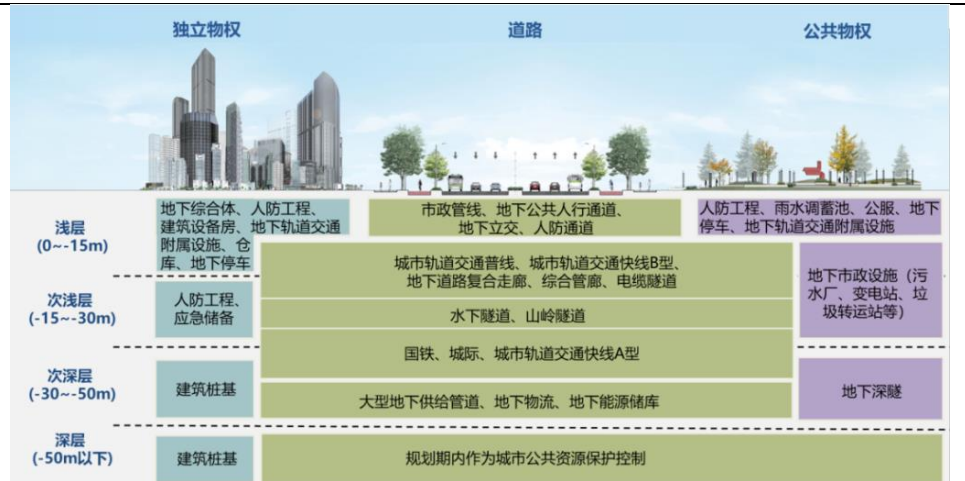 独立物权
道路
公共物权
浅层
(0~-15m)
地下综合体、人防工程、
建筑设备房、地下轨道交通
附属设施、仓
库、地下停车
市政管线、地下公共人行通道、
地下立交、人防通道
人防工程、雨水调蓄池、公服、地下
停车、地下轨道交通附属设施
城市轨道交通普线、城市轨道交通快线B型、
地下道路复合走廊、综合管廊、电缆隧道
地下市政设施（污
水厂、变电站、垃
圾转运站等）
次浅层
(-15~-30m)
人防工程、
应急储备
水下隧道、山岭隧道
国铁、城际、城市轨道交通快线A型
次深层
(-30~-50m)
建筑桩基
大型地下供给管道、地下物流、地下能源储库
地下深隧
深层
(-50m以下)
建筑桩基
规划期内作为城市公共资源保护控制